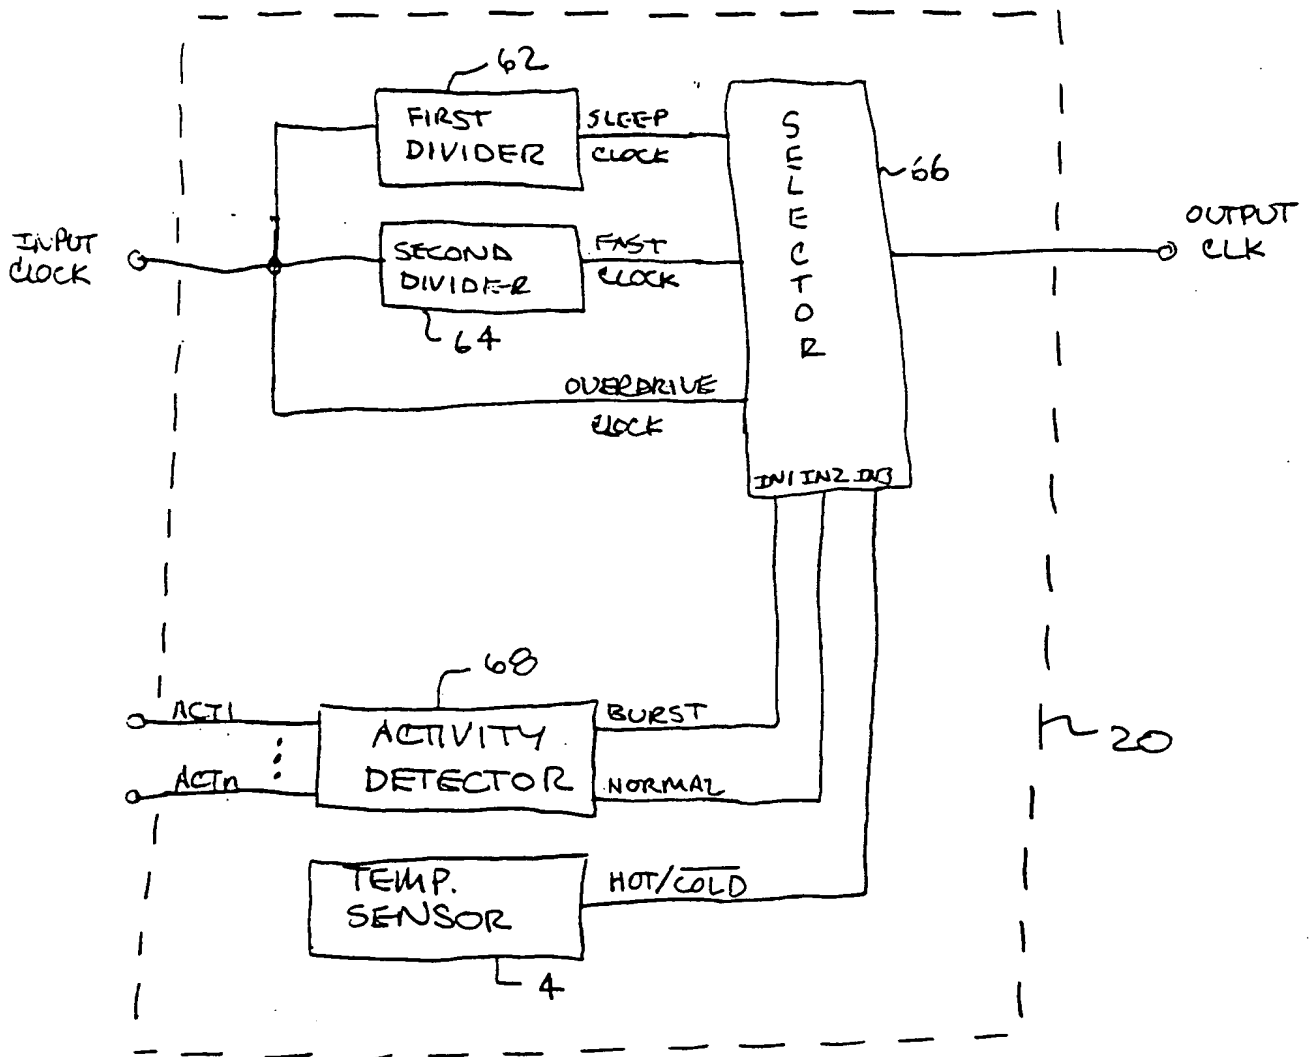 62
FIRST
DIVIDER
SLEEP
CLOCK
SELECTOR
66
INPUT
CLOCK
SECOND
DIVIDER
FAST
CLOCK
64
OUTPUT
CLK
OVERDRIVE
CLOCK
IN1 IN2 IN3
68
ACT1
ACTIVITY
DETECTOR
BURST
ACTn
NORMAL
20
TEMP.
SENSOR
HOT/COLD
4